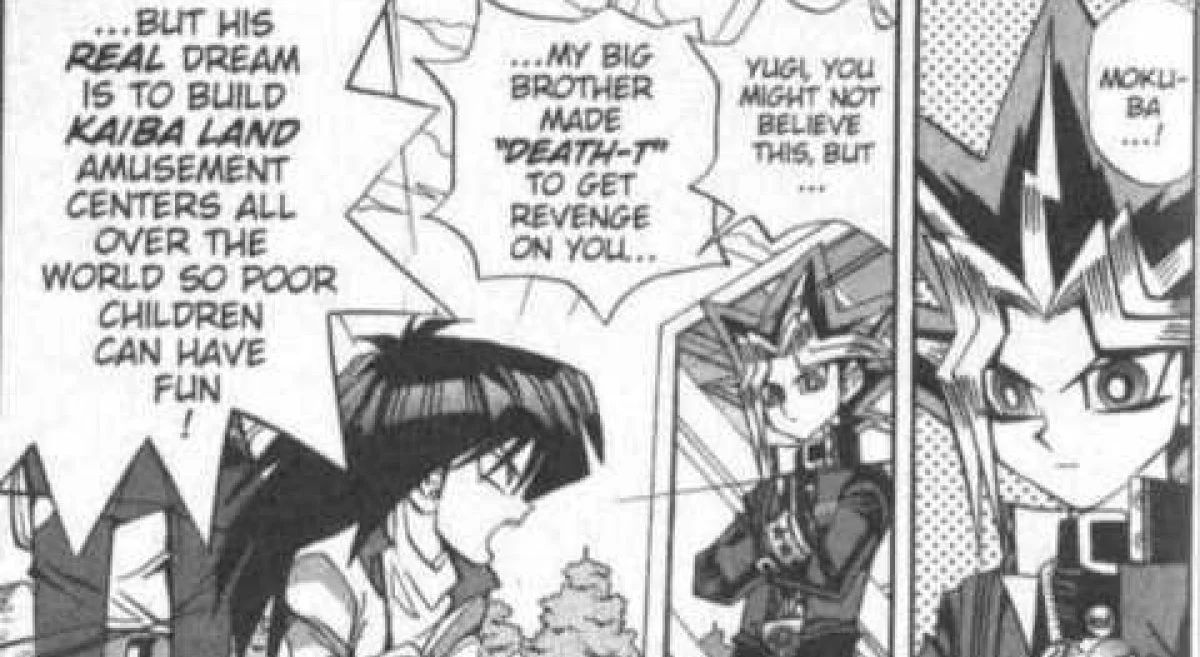 MOKU-
BA
...!
YUGI, YOU
MIGHT NOT
BELIEVE
THIS, BUT
...
...MY BIG
BROTHER
MADE
"DEATH-T"
TO GET
REVENGE
ON YOU...
...BUT HIS
REAL DREAM
IS TO BUILD
KAIBA LAND
AMUSEMENT
CENTERS ALL
OVER THE
WORLD SO POOR
CHILDREN
CAN HAVE
FUN
!